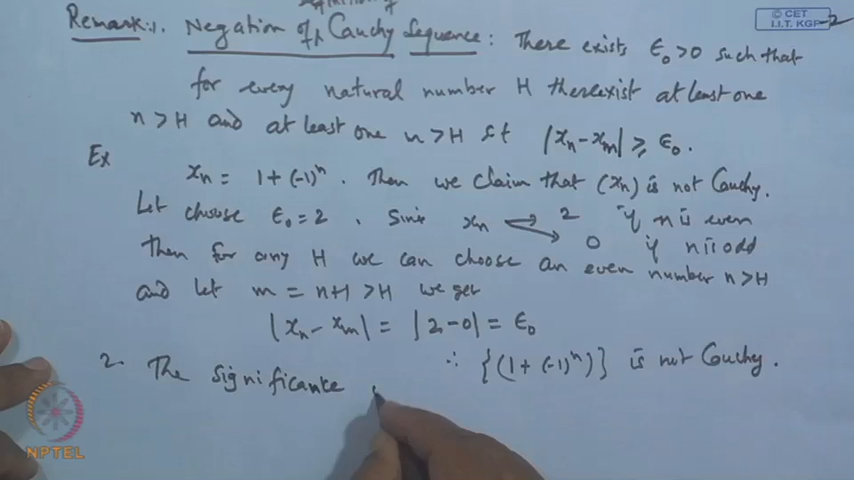 © CET
I.I.T. KGP
Remark:1. Negation of Cauchy Sequence: There exists ε₀>0 such that
for every natural number H there exist at least one
n>H and at least one n>H st |xn-xm| ≥ ε₀.
Ex
xn = 1+(-1)^n. Then we claim that (xn) is not Cauchy.
Let choose ε₀=2. Since xn → 2 if n is even
→ 0 if n is odd
then for any H we can choose an even number n>H
and let m = n+1 >H we get
|xn-xm| = |2-0| = ε₀
∴ {(1+(-1)^n)} is not Cauchy.
2. The significance
NPTEL